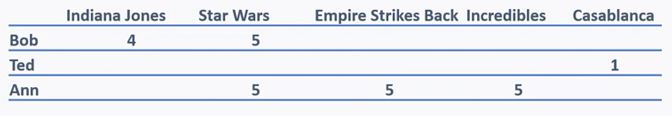 Indiana Jones Star Wars Empire Strikes Back Incredibles Casablanca
Bob 4 5
Ted 1
Ann 5 5 5